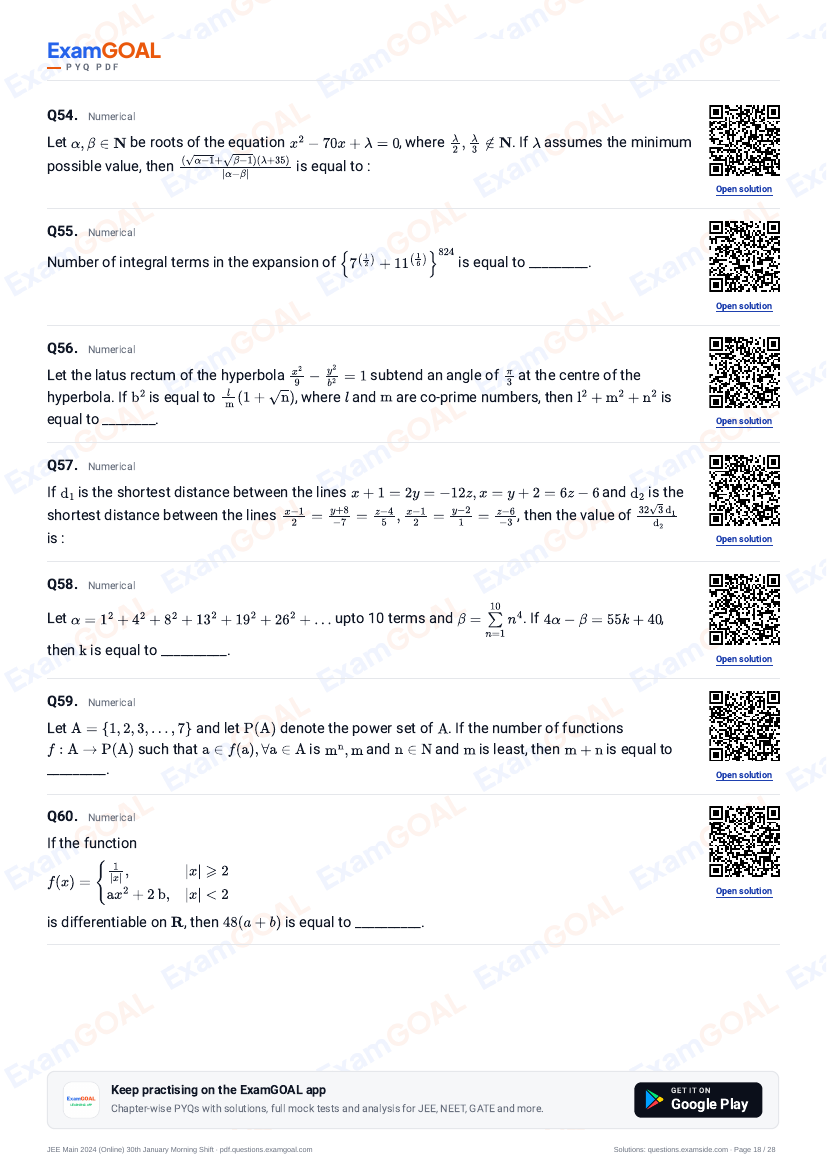 ExamGOAL
PYQ PDF
Q54. Numerical
Let α, β ∈ N be roots of the equation x² − 70x + λ = 0, where λ/2, λ/3 ∉ N. If λ assumes the minimum
possible value, then ((√(α−1)+√(β−1))(λ+35))/|α−β| is equal to :
Open solution
Q55. Numerical
Number of integral terms in the expansion of {7^(1/2) + 11^(1/6)}^824 is equal to _________.
Open solution
Q56. Numerical
Let the latus rectum of the hyperbola x²/9 − y²/b² = 1 subtend an angle of π/3 at the centre of the
hyperbola. If b² is equal to l/m (1 + √n), where l and m are co-prime numbers, then l² + m² + n² is
equal to ________.
Open solution
Q57. Numerical
If d₁ is the shortest distance between the lines x + 1 = 2y = −12z, x = y + 2 = 6z − 6 and d₂ is the
shortest distance between the lines (x−1)/2 = (y+8)/−7 = (z−4)/5, (x−1)/2 = (y−2)/1 = (z−6)/−3, then the value of (32√3 d₁)/d₂
is :
Open solution
Q58. Numerical
Let α = 1² + 4² + 8² + 13² + 19² + 26² + … upto 10 terms and β = ∑_{n=1}^{10} n⁴. If 4α − β = 55k + 40,
then k is equal to __________.
Open solution
Q59. Numerical
Let A = {1, 2, 3, …, 7} and let P(A) denote the power set of A. If the number of functions
f : A → P(A) such that a ∈ f(a), ∀a ∈ A is mⁿ, m and n ∈ N and m is least, then m + n is equal to
_________.
Open solution
Q60. Numerical
If the function
f(x) = { 1/|x|, |x| ⩾ 2
ax² + 2 b, |x| < 2
is differentiable on R, then 48(a + b) is equal to __________.
Open solution
Keep practising on the ExamGOAL app
Chapter-wise PYQs with solutions, full mock tests and analysis for JEE, NEET, GATE and more.
GET IT ON
Google Play
JEE Main 2024 (Online) 30th January Morning Shift · pdf.questions.examgoal.com
Solutions: questions.examside.com · Page 18 / 28